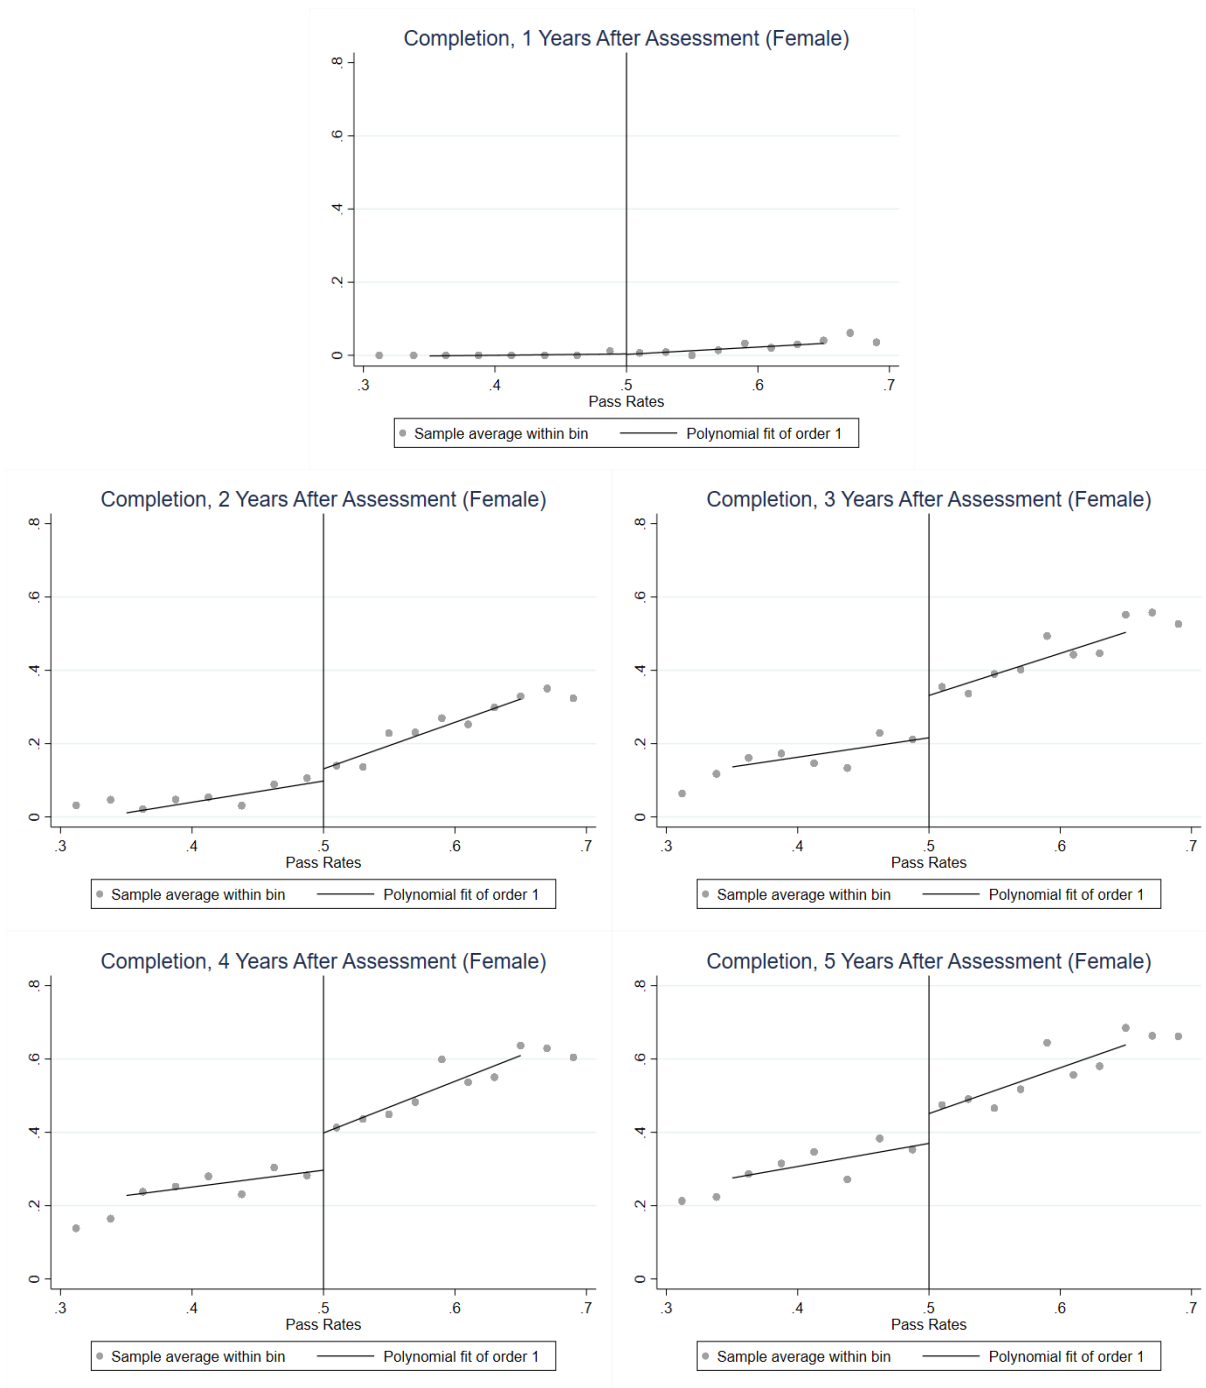 Completion, 1 Years After Assessment (Female)
.8
.6
.4
.2
0
.3 .4 .5 .6 .7
Pass Rates
Sample average within bin Polynomial fit of order 1
Completion, 2 Years After Assessment (Female)
.8
.6
.4
.2
0
.3 .4 .5 .6 .7
Pass Rates
Sample average within bin Polynomial fit of order 1
Completion, 3 Years After Assessment (Female)
.8
.6
.4
.2
0
.3 .4 .5 .6 .7
Pass Rates
Sample average within bin Polynomial fit of order 1
Completion, 4 Years After Assessment (Female)
.8
.6
.4
.2
0
.3 .4 .5 .6 .7
Pass Rates
Sample average within bin Polynomial fit of order 1
Completion, 5 Years After Assessment (Female)
.8
.6
.4
.2
0
.3 .4 .5 .6 .7
Pass Rates
Sample average within bin Polynomial fit of order 1